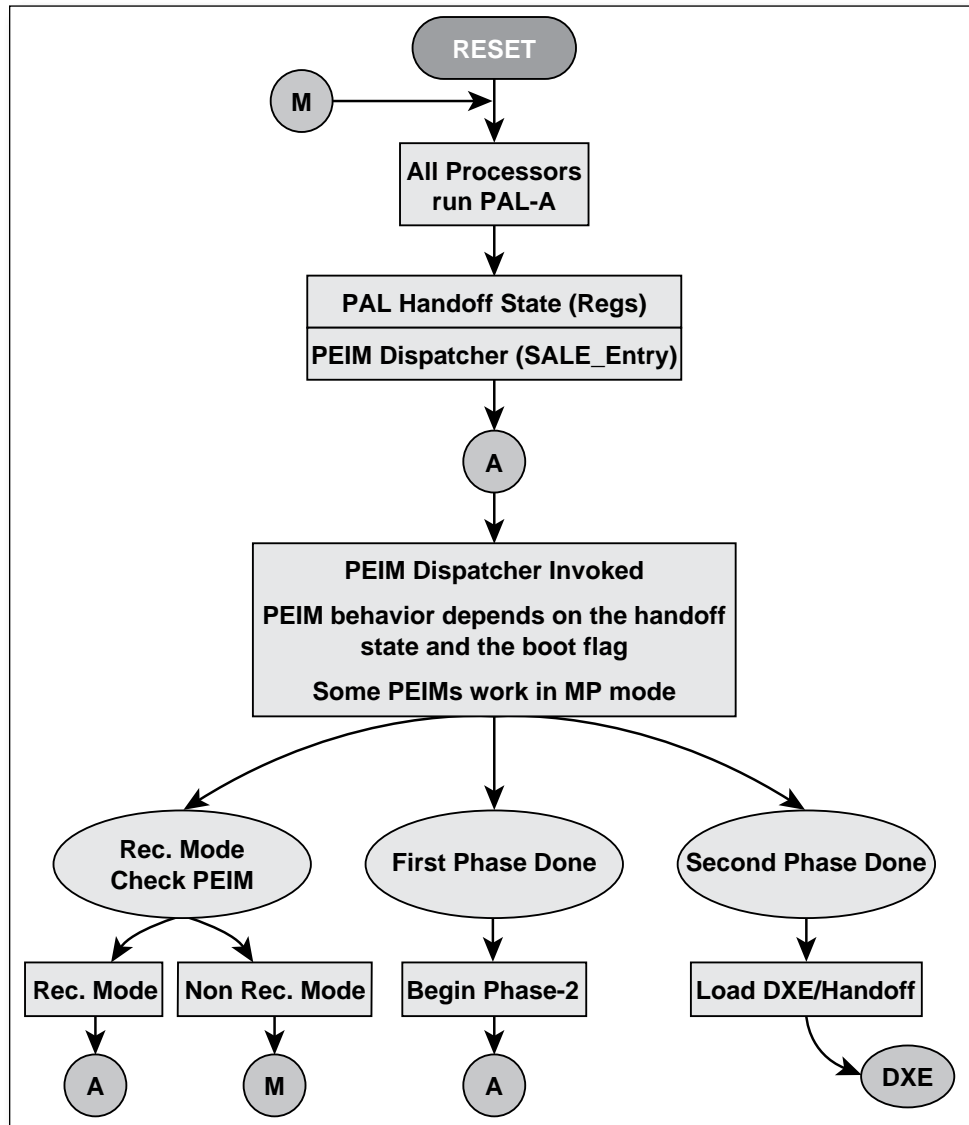 RESET
M
All Processors
run PAL-A
PAL Handoff State (Regs)
PEIM Dispatcher (SALE_Entry)
A
PEIM Dispatcher Invoked
PEIM behavior depends on the handoff
state and the boot flag
Some PEIMs work in MP mode
Rec. Mode
Check PEIM
First Phase Done
Second Phase Done
Rec. Mode
Non Rec. Mode
Begin Phase-2
Load DXE/Handoff
A
M
A
DXE